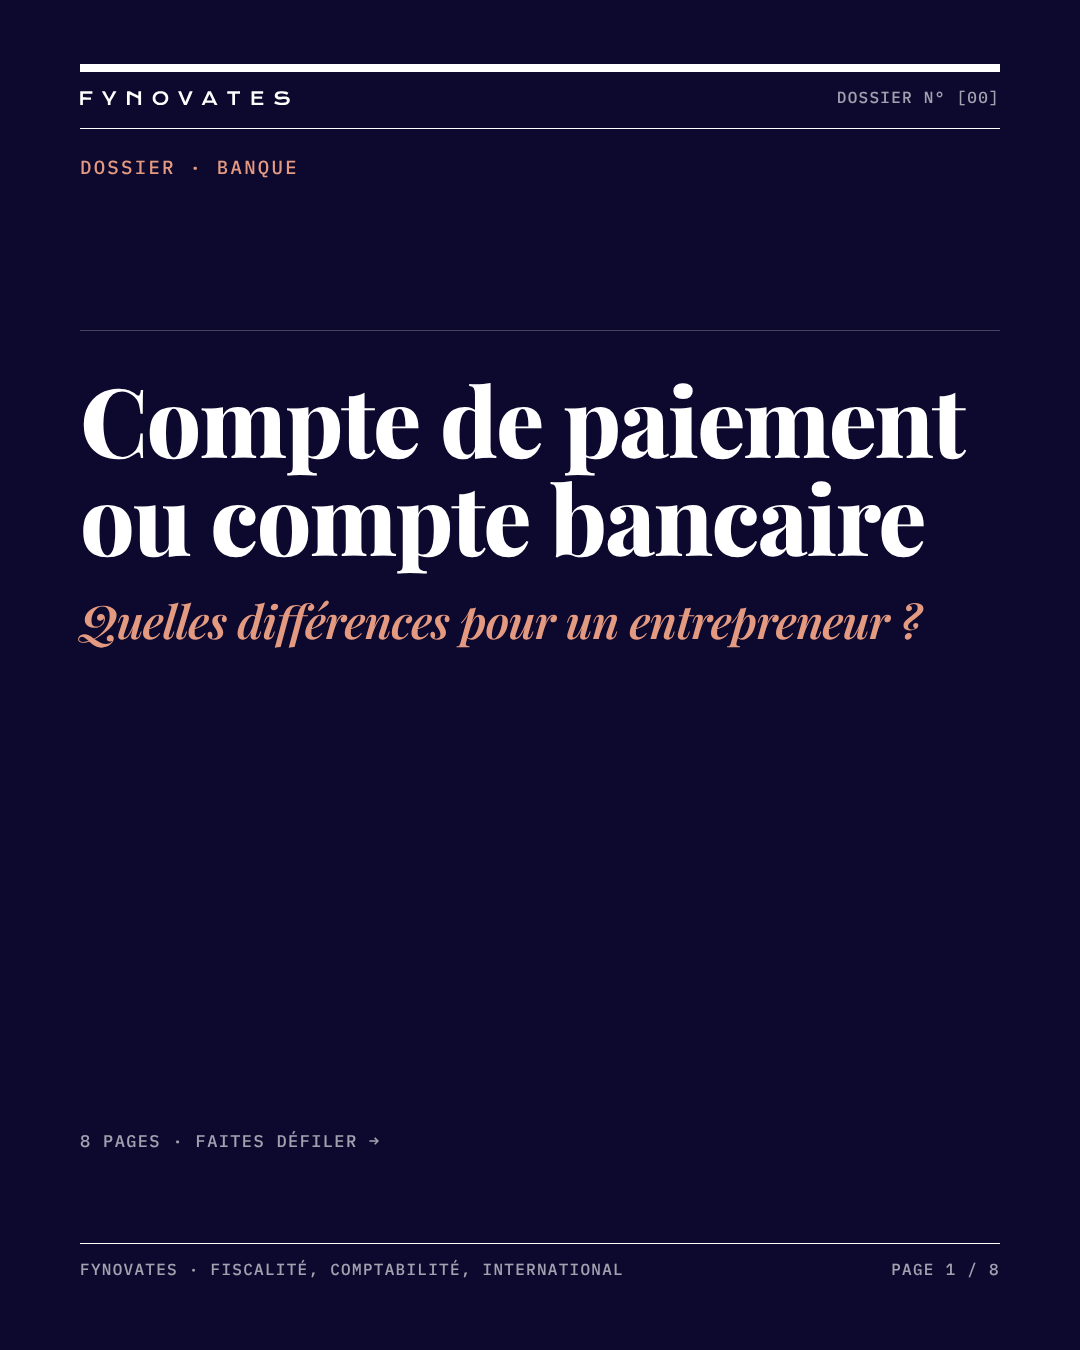 FYNOVATES
DOSSIER N° [00]
DOSSIER · BANQUE
Compte de paiement
ou compte bancaire
Quelles différences pour un entrepreneur ?
8 PAGES · FAITES DÉFILER →
FYNOVATES · FISCALITÉ, COMPTABILITÉ, INTERNATIONAL
PAGE 1 / 8